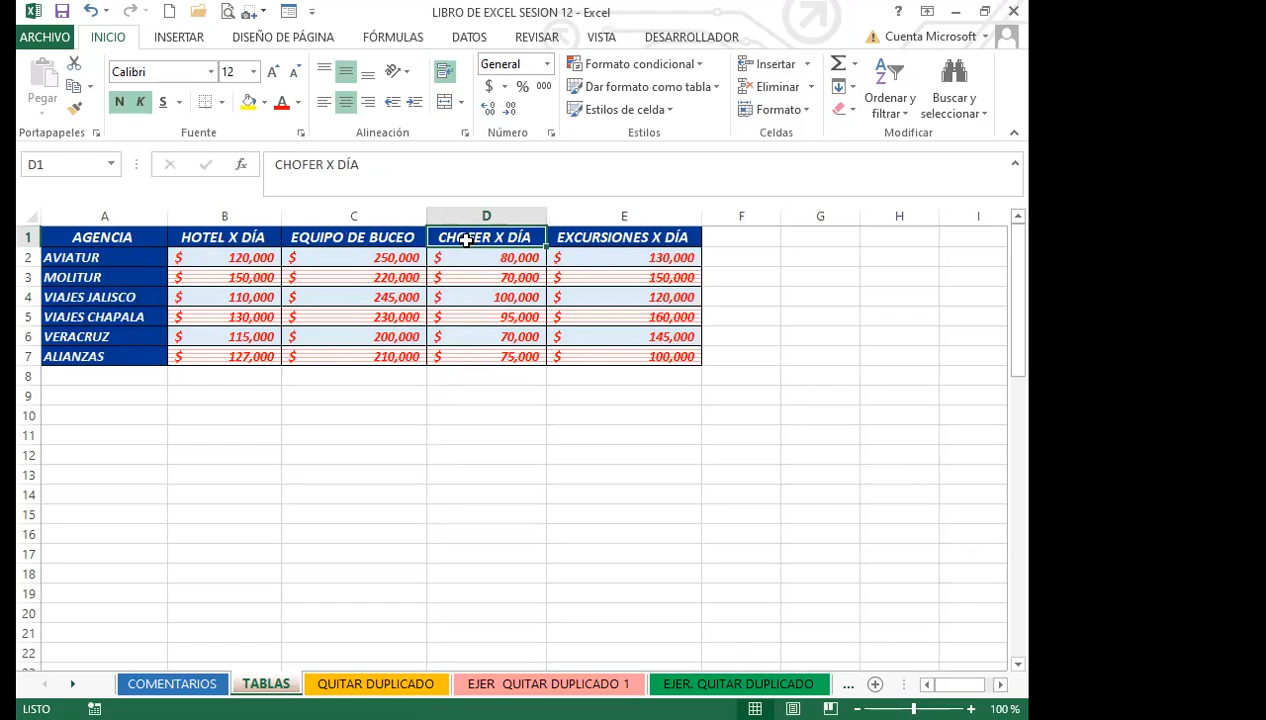 LIBRO DE EXCEL SESION 12 - Excel
?
ARCHIVO INICIO INSERTAR DISEÑO DE PÁGINA FÓRMULAS DATOS REVISAR VISTA DESARROLLADOR Cuenta Microsoft
Pegar Calibri 12 General Formato condicional Insertar
N K S $ % 000 Dar formato como tabla Eliminar Ordenar y filtrar Buscar y seleccionar
Estilos de celda Formato
Portapapeles Fuente Alineación Número Estilos Celdas Modificar
D1 fx CHOFER X DÍA
A B C D E F G H I
1 AGENCIA HOTEL X DÍA EQUIPO DE BUCEO CHOFER X DÍA EXCURSIONES X DÍA
2 AVIATUR $ 120,000 $ 250,000 $ 80,000 $ 130,000
3 MOLITUR $ 150,000 $ 220,000 $ 70,000 $ 150,000
4 VIAJES JALISCO $ 110,000 $ 245,000 $ 100,000 $ 120,000
5 VIAJES CHAPALA $ 130,000 $ 230,000 $ 95,000 $ 160,000
6 VERACRUZ $ 115,000 $ 200,000 $ 70,000 $ 145,000
7 ALIANZAS $ 127,000 $ 210,000 $ 75,000 $ 100,000
8
9
10
11
12
13
14
15
16
17
18
19
20
21
22
COMENTARIOS TABLAS QUITAR DUPLICADO EJER QUITAR DUPLICADO 1 EJER. QUITAR DUPLICADO ...
LISTO 100 %